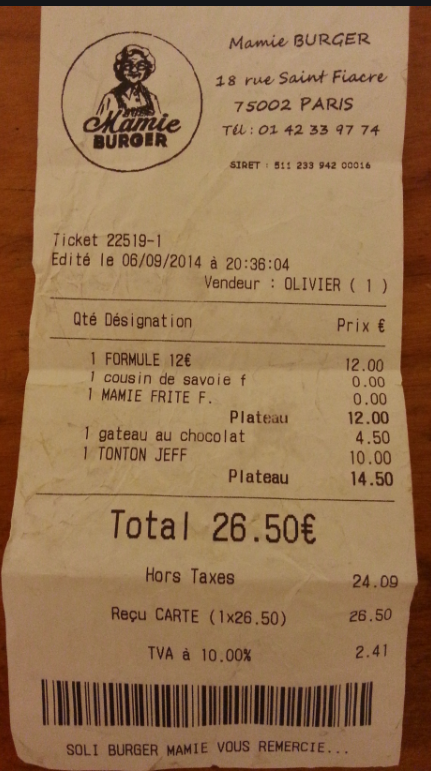 Mamie
BURGER
Mamie BURGER
18 rue Saint Fiacre
75002 PARIS
Tél : 01 42 33 97 74
SIRET : 511 233 942 00016
Ticket 22519-1
Edité le 06/09/2014 à 20:36:04
Vendeur : OLIVIER ( 1 )
Qté Désignation Prix €
1 FORMULE 12€ 12.00
1 cousin de savoie f 0.00
1 MAMIE FRITE F. 0.00
Plateau 12.00
1 gateau au chocolat 4.50
1 TONTON JEFF 10.00
Plateau 14.50
Total 26.50€
Hors Taxes 24.09
Reçu CARTE (1x26.50) 26.50
TVA à 10.00% 2.41
SOLI BURGER MAMIE VOUS REMERCIE...